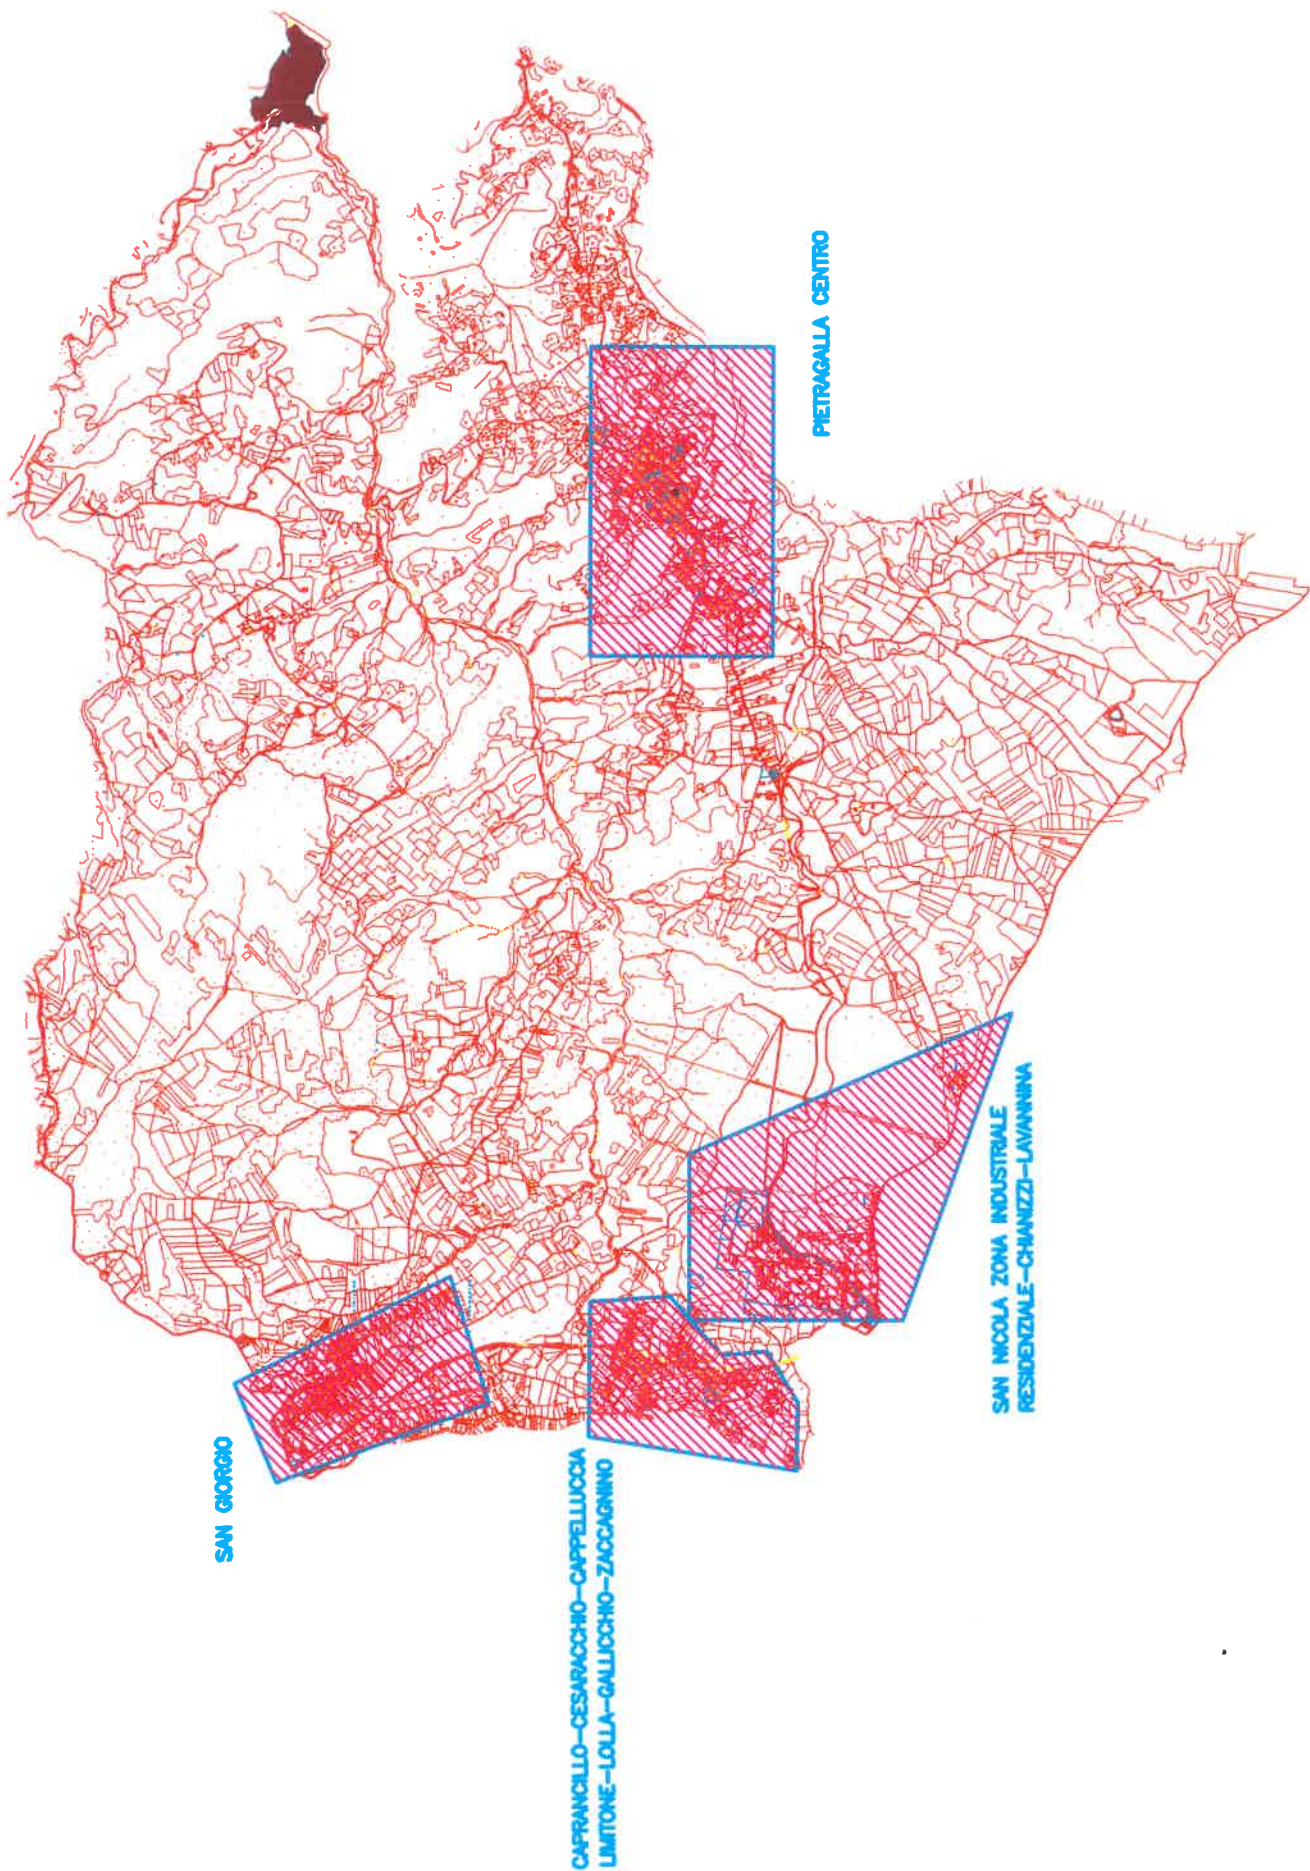 SAN GIORGIO
CAPRANCILLO-CESARACCHIO-CAPPELLUCCIA
LIMITONE-LOLLA-GALLICCHIO-ZACCAGNINO
PIETRAGALLA CENTRO
SAN NICOLA ZONA INDUSTRIALE
RESIDENZIALE-CHIANIZZI-LAVANNINA